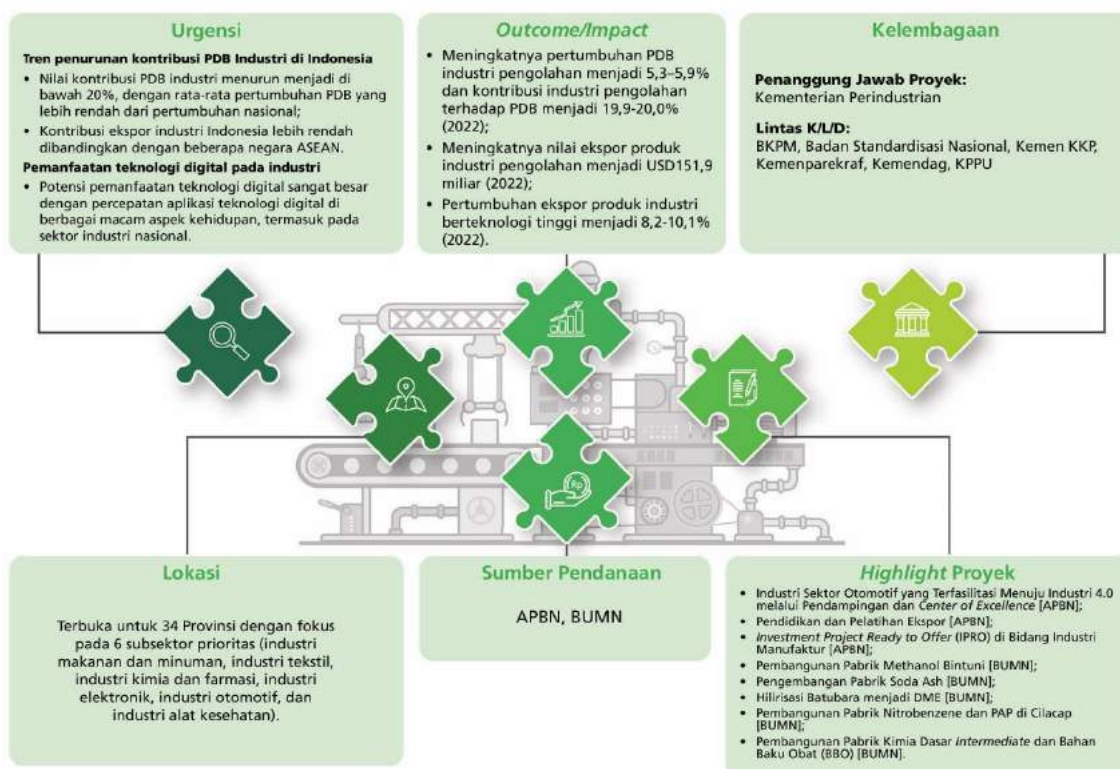 Urgensi
Tren penurunan kontribusi PDB Industri di Indonesia
• Nilai kontribusi PDB industri menurun menjadi di
bawah 20%, dengan rata-rata pertumbuhan PDB yang
lebih rendah dari pertumbuhan nasional;
• Kontribusi ekspor industri Indonesia lebih rendah
dibandingkan dengan beberapa negara ASEAN.
Pemanfaatan teknologi digital pada industri
• Potensi pemanfaatan teknologi digital sangat besar
dengan percepatan aplikasi teknologi digital di
berbagai macam aspek kehidupan, termasuk pada
sektor industri nasional.
Outcome/Impact
• Meningkatnya pertumbuhan PDB
industri pengolahan menjadi 5,3–5,9%
dan kontribusi industri pengolahan
terhadap PDB menjadi 19,9-20,0%
(2022);
• Meningkatnya nilai ekspor produk
industri pengolahan menjadi USD151,9
miliar (2022);
• Pertumbuhan ekspor produk industri
berteknologi tinggi menjadi 8,2-10,1%
(2022).
Kelembagaan
Penanggung Jawab Proyek:
Kementerian Perindustrian
Lintas K/L/D:
BKPM, Badan Standardisasi Nasional, Kemen KKP,
Kemenparekraf, Kemendag, KPPU
Rp
Lokasi
Terbuka untuk 34 Provinsi dengan fokus
pada 6 subsektor prioritas (industri
makanan dan minuman, industri tekstil,
industri kimia dan farmasi, industri
elektronik, industri otomotif, dan
industri alat kesehatan).
Sumber Pendanaan
APBN, BUMN
Highlight Proyek
• Industri Sektor Otomotif yang Terfasilitasi Menuju Industri 4.0
melalui Pendampingan dan Center of Excellence [APBN];
• Pendidikan dan Pelatihan Ekspor [APBN];
• Investment Project Ready to Offer (IPRO) di Bidang Industri
Manufaktur [APBN];
• Pembangunan Pabrik Methanol Bintuni [BUMN];
• Pengembangan Pabrik Soda Ash [BUMN];
• Hilirisasi Batubara menjadi DME [BUMN];
• Pembangunan Pabrik Nitrobenzene dan PAP di Cilacap
[BUMN];
• Pembangunan Pabrik Kimia Dasar Intermediate dan Bahan
Baku Obat (BBO) [BUMN].